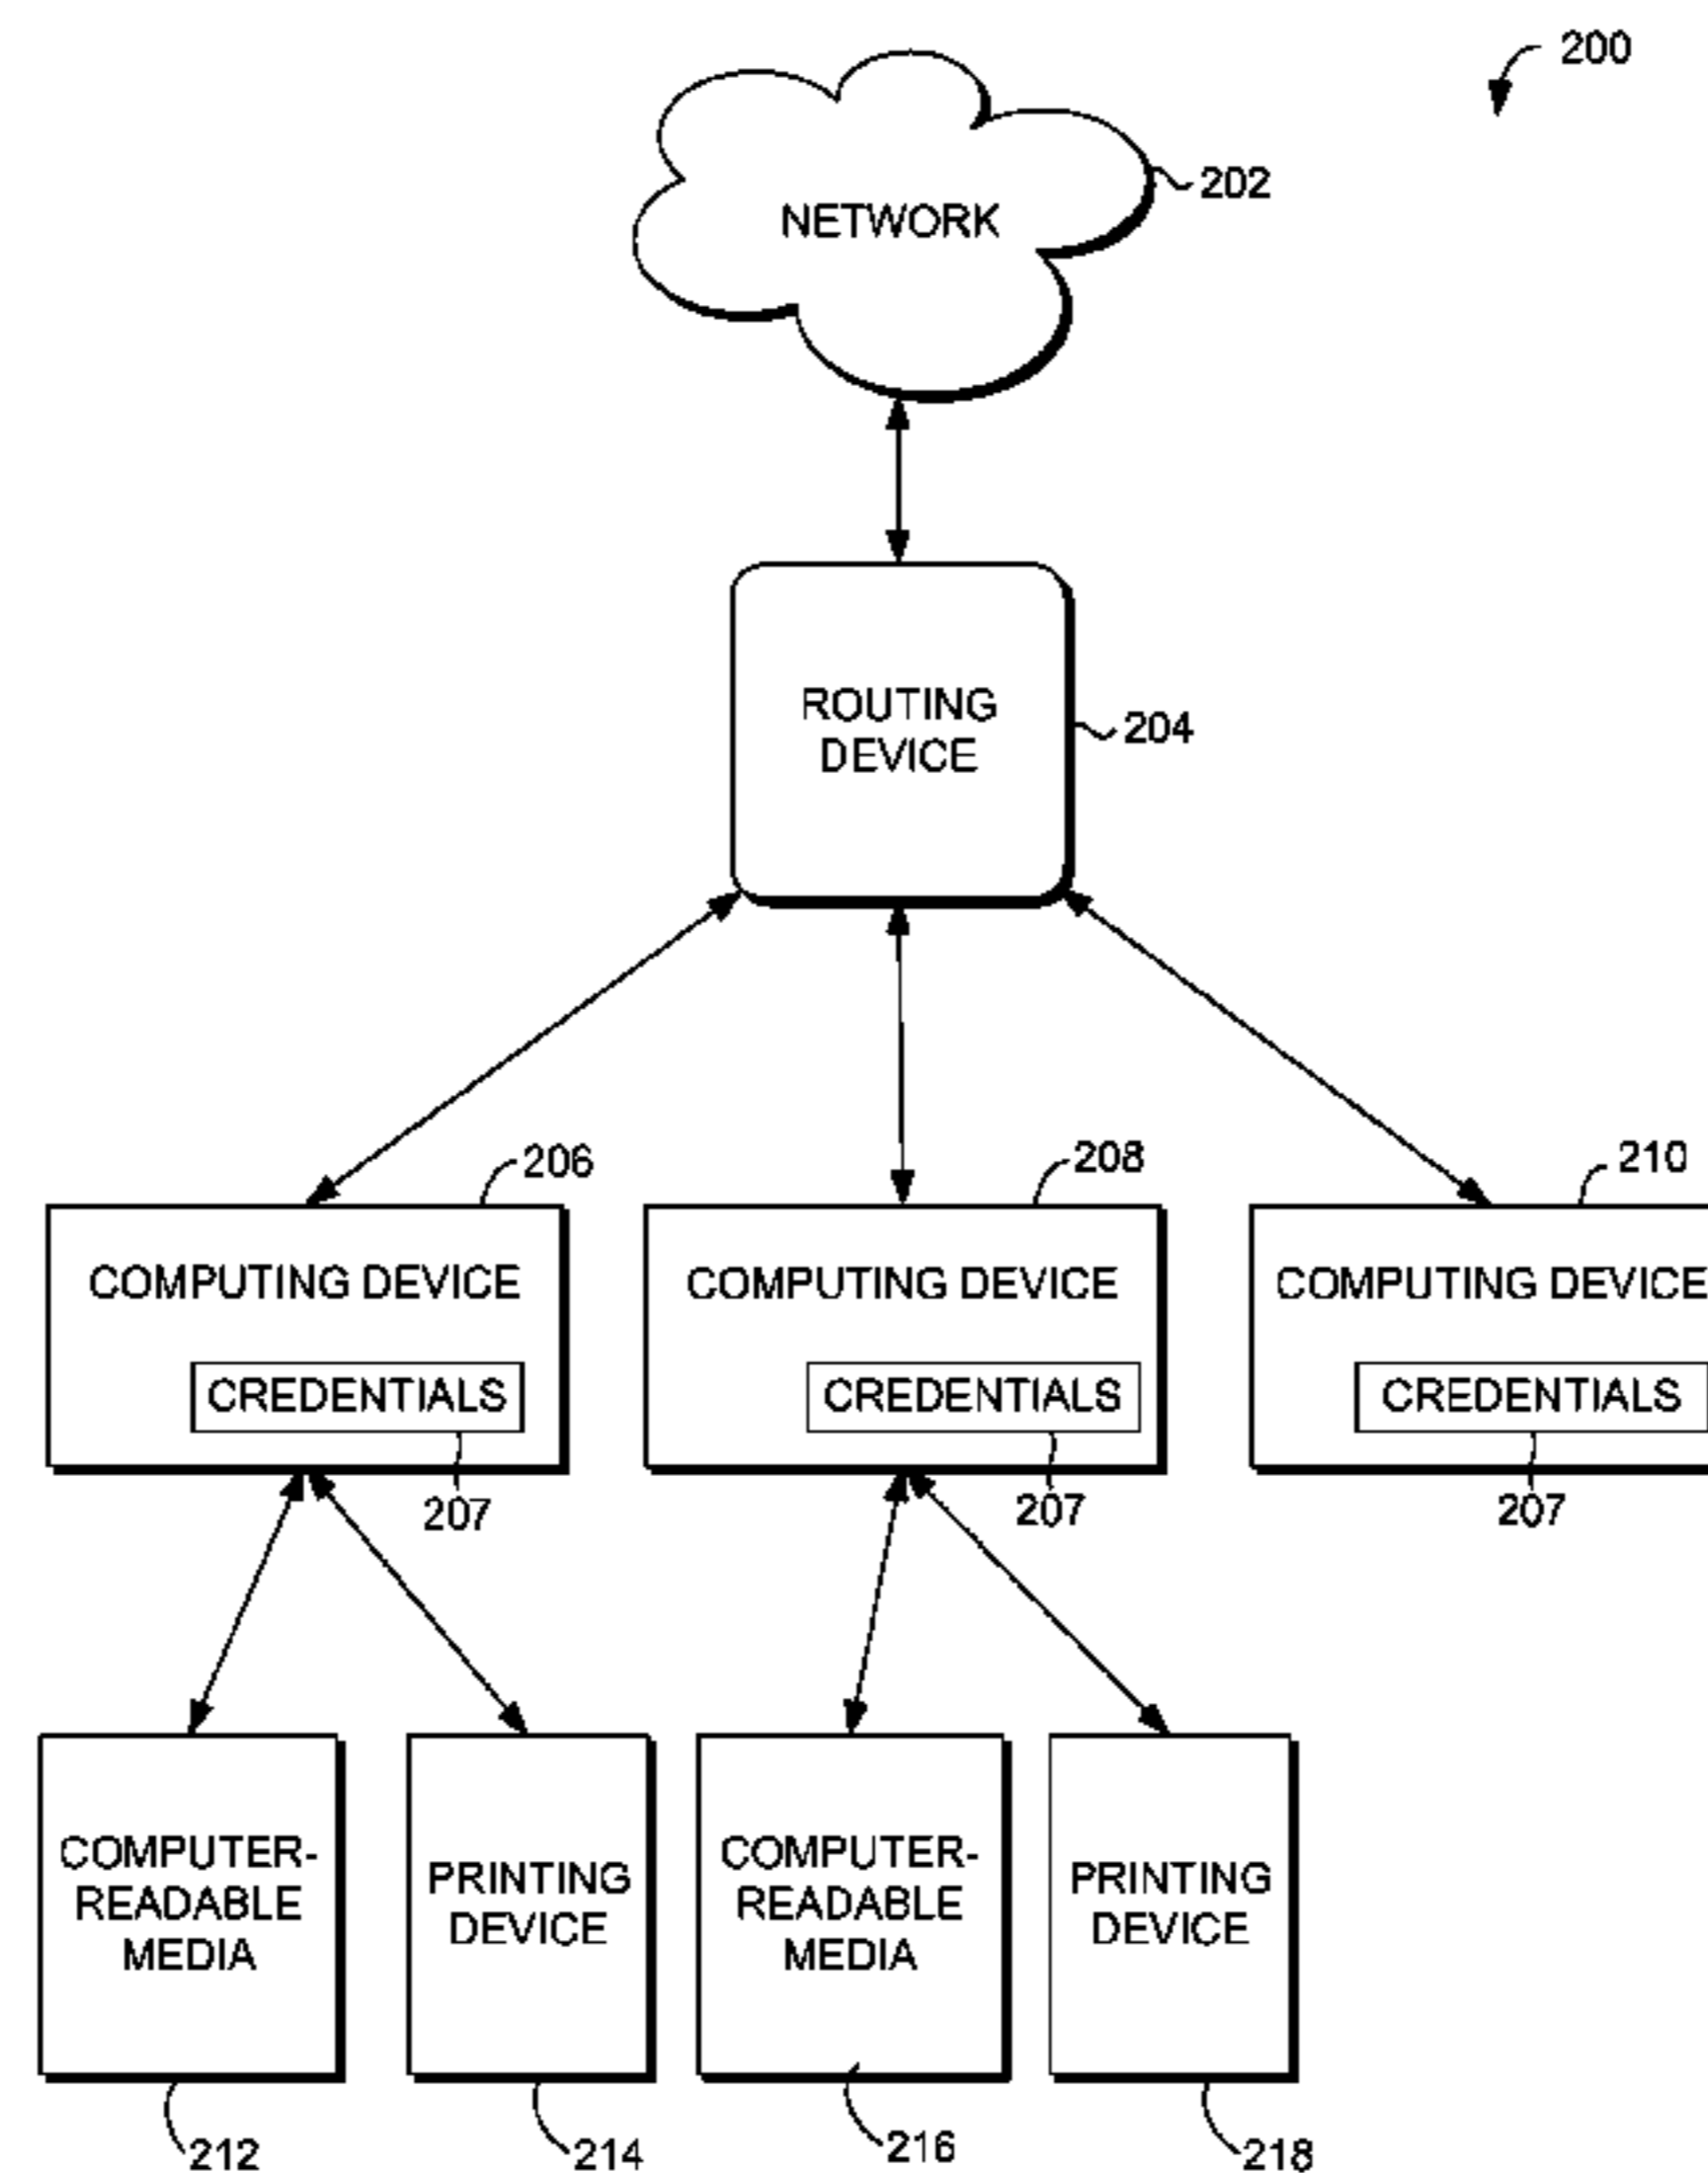 200
NETWORK
202
ROUTING
DEVICE
204
206
208
210
COMPUTING DEVICE
COMPUTING DEVICE
COMPUTING DEVICE
CREDENTIALS
CREDENTIALS
CREDENTIALS
207
207
207
COMPUTER-
READABLE
MEDIA
PRINTING
DEVICE
COMPUTER-
READABLE
MEDIA
PRINTING
DEVICE
212
214
216
218